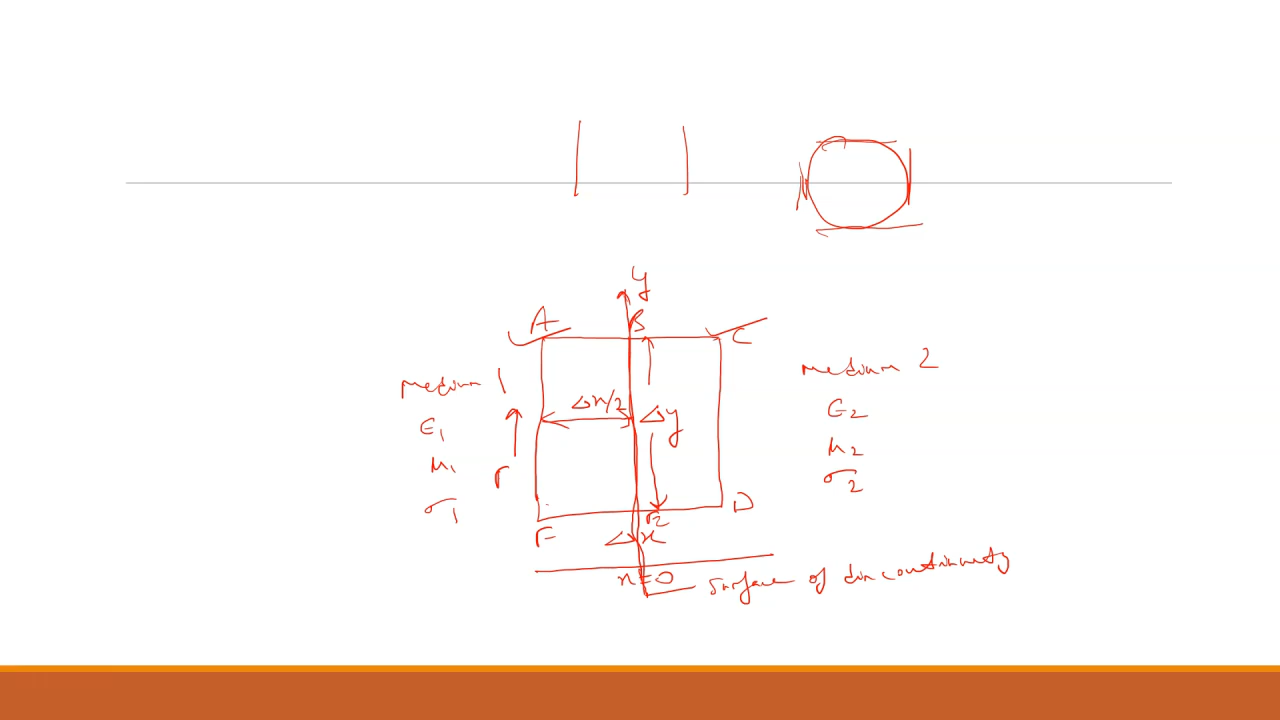 y
A B C
medium 1
medium 2
Δx/2
Δy
ϵ1
ϵ2
μ1
μ2
σ1
σ2
Γ
F D
Δx
x=0 surface of discontinuity